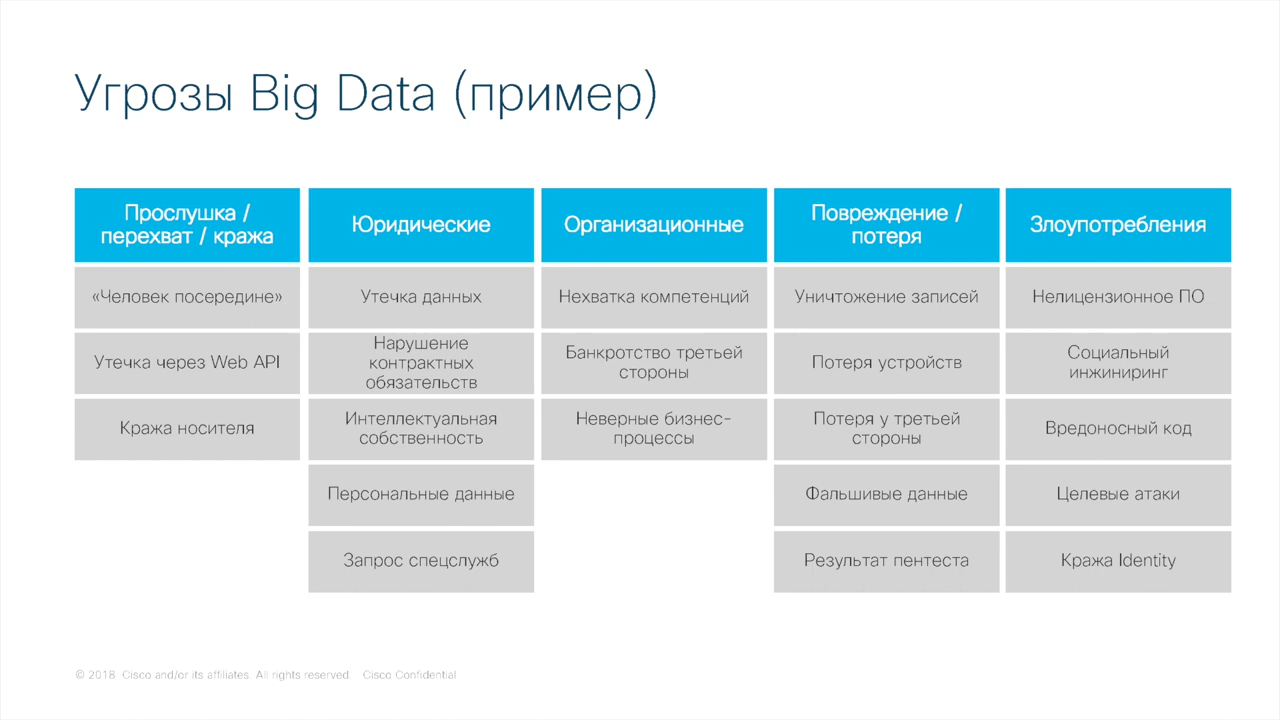 Угрозы Big Data (пример)
Прослушка /
перехват / кража
Юридические
Организационные
Повреждение /
потеря
Злоупотребления
«Человек посередине»
Утечка данных
Нехватка компетенций
Уничтожение записей
Нелицензионное ПО
Утечка через Web API
Нарушение
контрактных
обязательств
Банкротство третьей
стороны
Потеря устройств
Социальный
инжиниринг
Кража носителя
Интеллектуальная
собственность
Неверные бизнес-
процессы
Потеря у третьей
стороны
Вредоносный код
Персональные данные
Фальшивые данные
Целевые атаки
Запрос спецслужб
Результат пентеста
Кража Identity
© 2018 Cisco and/or its affiliates. All rights reserved. Cisco Confidential